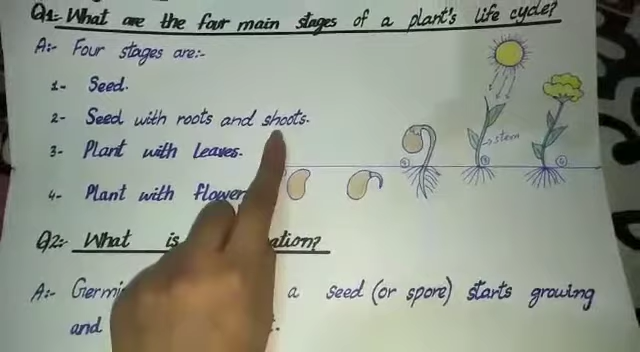 Q1:- What are the four main stages of a plant's life cycle?
A:- Four stages are:-
1- Seed.
2- Seed with roots and shoots.
3- Plant with leaves.
4- Plant with flower
stem
Q2:- What is ation?
A:- Germi a seed (or spore) starts growing
and